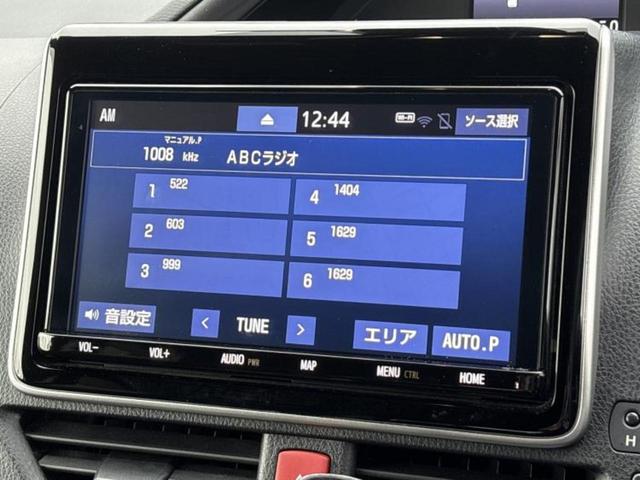 AM 12:44 ソース選択
マニュアル.P
1008 kHz ABCラジオ
1 522 4 1404
2 603 5 1629
3 999 6 1629
音設定 < TUNE > エリア AUTO.P
VOL− VOL+ AUDIO PWR MAP MENU CTRL HOME
H